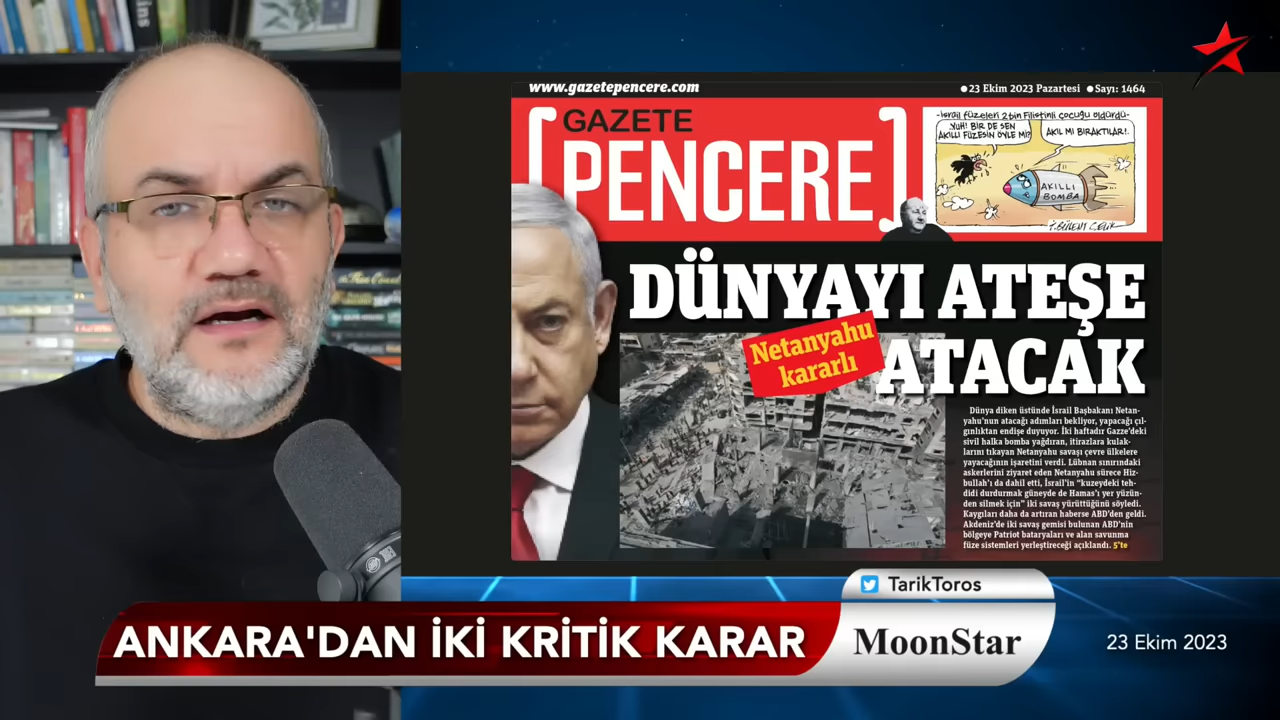 www.gazetepencere.com
●23 Ekim 2023 Pazartesi ●Sayı: 1464
GAZETE
[PENCERE]
-İsrail füzeleri 2 bin Filistinli çocuğu öldürdü-
YUH! BİR DE SEN
AKILLI FÜZESİN ÖYLE Mİ?
AKIL MI BIRAKTILAR!.
AKILLI
BOMBA
DÜNYAYI ATEŞE
ATACAK
Netanyahu
kararlı
Dünya diken üstünde İsrail Başbakanı Netan-
yahu'nun atacağı adımları bekliyor, yapacağı çıl-
gınlıktan endişe duyuyor. İki haftadır Gazze'deki
sivil halka bomba yağdıran, itirazlara kulak-
larını tıkayan Netanyahu savaşı çevre ülkelere
yayacağının işaretini verdi. Lübnan sınırındaki
askerlerini ziyaret eden Netanyahu sürece Hiz-
bullah'ı da dahil etti, İsrail'in "kuzeydeki teh-
didi durdurmak güneyde de Hamas'ı yer yüzün-
den silmek için" iki savaş yürüttüğünü söyledi.
Kaygıları daha da artıran haberse ABD'den geldi.
Akdeniz'de iki savaş gemisi bulunan ABD'nin
bölgeye Patriot bataryaları ve alan savunma
füze sistemleri yerleştireceği açıklandı. 5'te
TarikToros
ANKARA'DAN İKİ KRİTİK KARAR
MoonStar
23 Ekim 2023